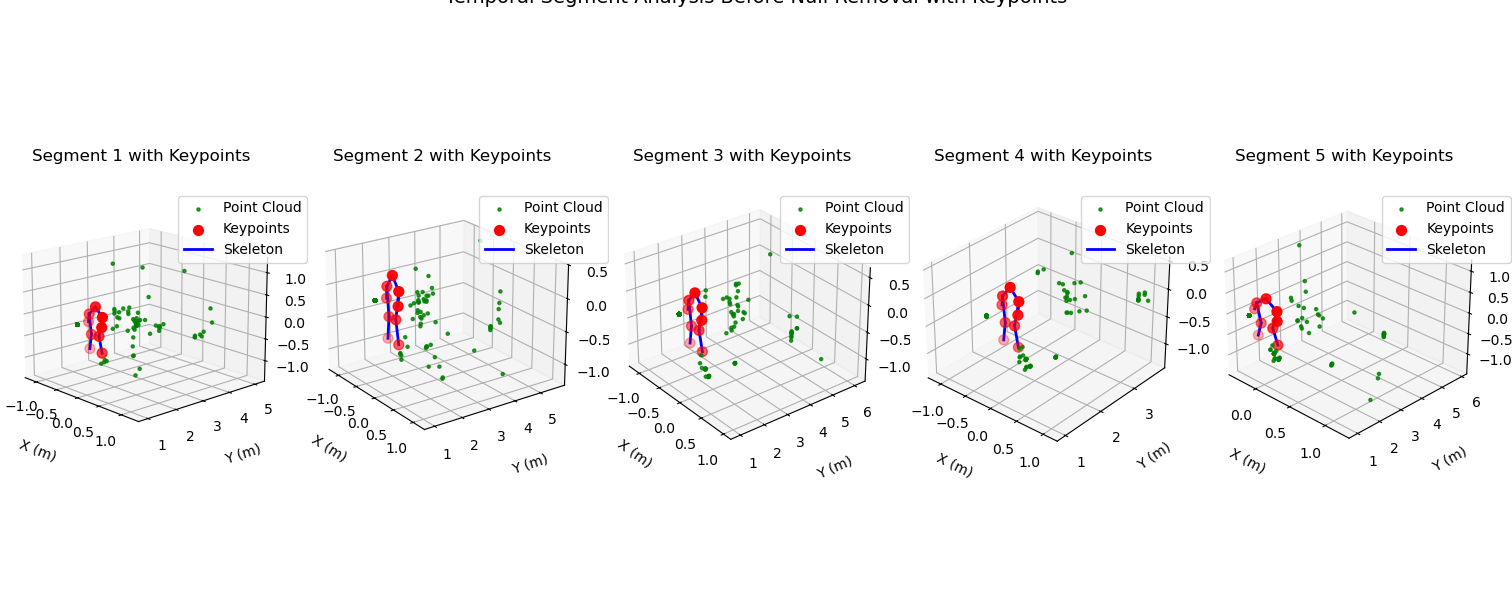 Temporal Segment Analysis Before Null Removal with Keypoints
Segment 1 with Keypoints
Point Cloud
Keypoints
Skeleton
1.0
0.5
0.0
−0.5
−1.0
−1.0
−0.5
0.0
0.5
1.0
X (m)
1
2
3
4
5
Y (m)
Segment 2 with Keypoints
Point Cloud
Keypoints
Skeleton
0.5
0.0
−0.5
−1.0
−1.0
−0.5
0.0
0.5
1.0
X (m)
1
2
3
4
5
Y (m)
Segment 3 with Keypoints
Point Cloud
Keypoints
Skeleton
0.5
0.0
−0.5
−1.0
−1.0
−0.5
0.0
0.5
1.0
X (m)
1
2
3
4
5
6
Y (m)
Segment 4 with Keypoints
Point Cloud
Keypoints
Skeleton
0.5
0.0
−0.5
−1.0
−1.0
−0.5
0.0
0.5
1.0
X (m)
1
2
3
Y (m)
Segment 5 with Keypoints
Point Cloud
Keypoints
Skeleton
1.0
0.5
0.0
−0.5
−1.0
0.0
0.5
1.0
X (m)
1
2
3
4
5
6
Y (m)